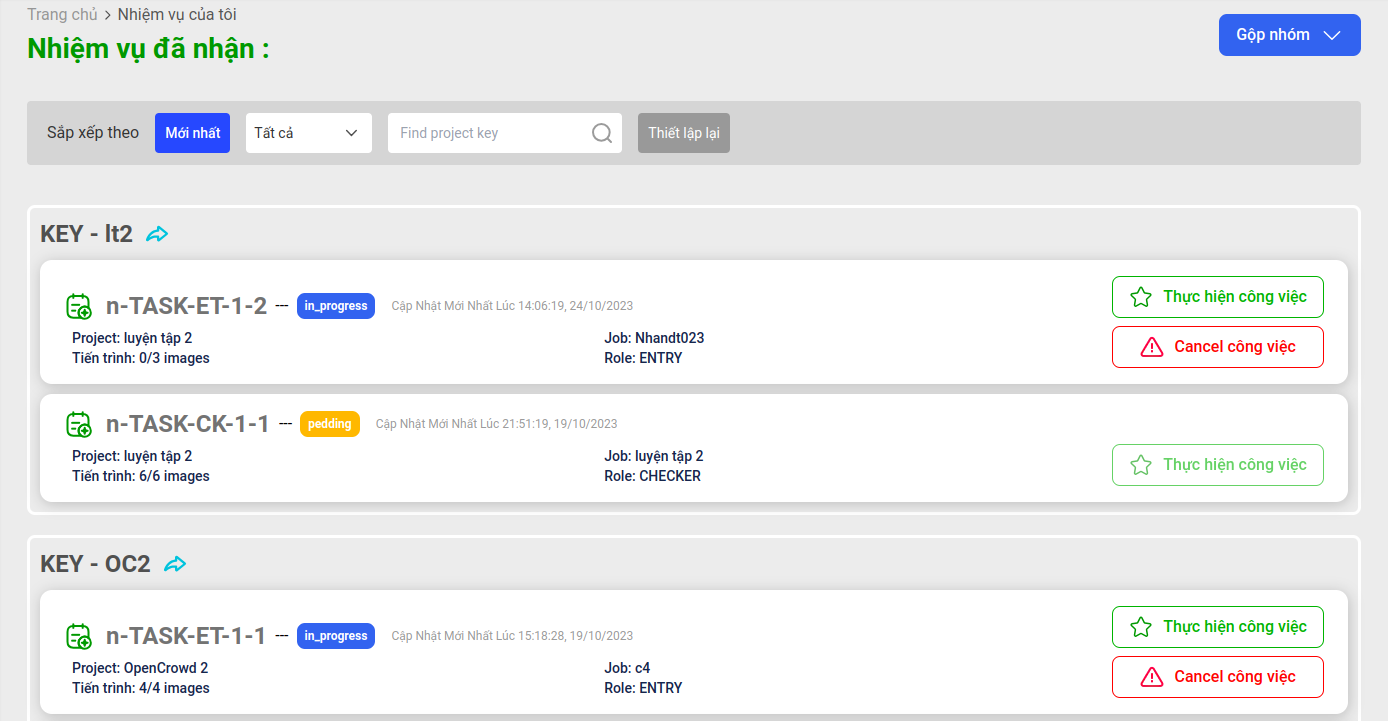 Trang chủ > Nhiệm vụ của tôi
Nhiệm vụ đã nhận :
Gộp nhóm
Sắp xếp theo Mới nhất Tất cả Find project key Thiết lập lại
KEY - lt2
n-TASK-ET-1-2 --- in_progress Cập Nhật Mới Nhất Lúc 14:06:19, 24/10/2023
Thực hiện công việc
Project: luyện tập 2 Job: Nhandt023
Cancel công việc
Tiến trình: 0/3 images Role: ENTRY
n-TASK-CK-1-1 --- pedding Cập Nhật Mới Nhất Lúc 21:51:19, 19/10/2023
Project: luyện tập 2 Job: luyện tập 2
Thực hiện công việc
Tiến trình: 6/6 images Role: CHECKER
KEY - OC2
n-TASK-ET-1-1 --- in_progress Cập Nhật Mới Nhất Lúc 15:18:28, 19/10/2023
Thực hiện công việc
Project: OpenCrowd 2 Job: c4
Cancel công việc
Tiến trình: 4/4 images Role: ENTRY